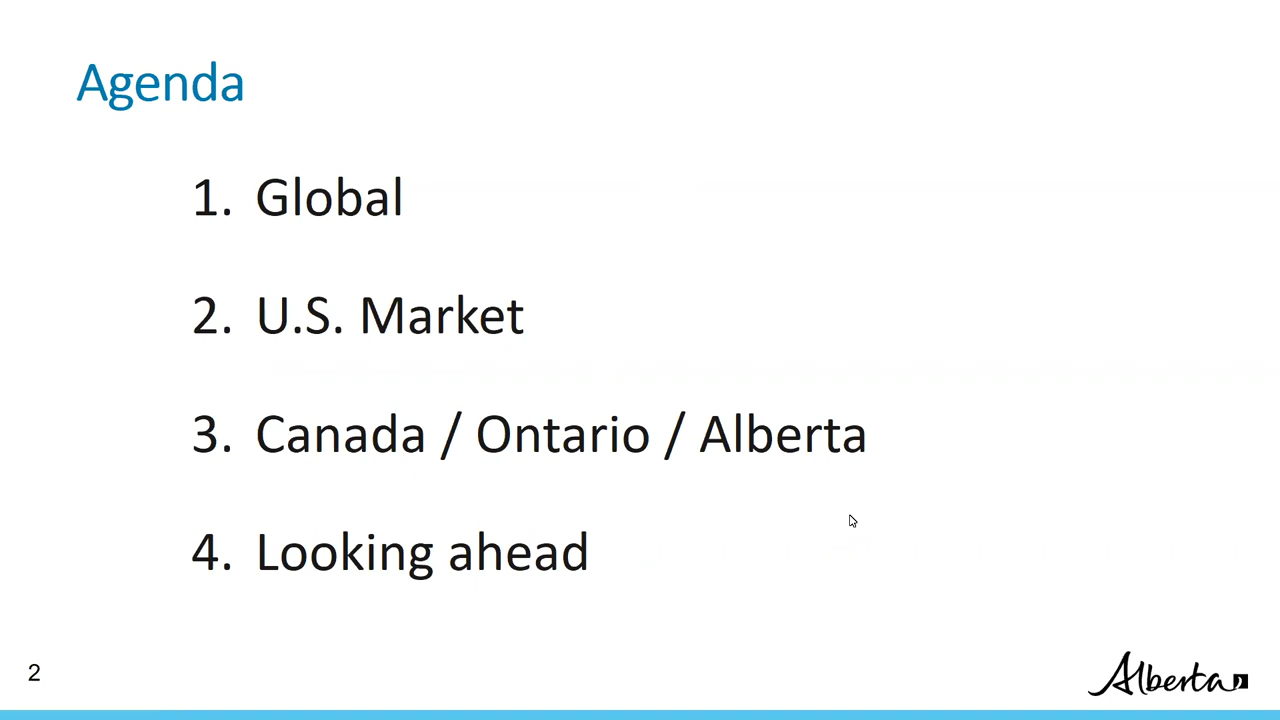 Agenda
1. Global
2. U.S. Market
3. Canada / Ontario / Alberta
4. Looking ahead
2
Alberta